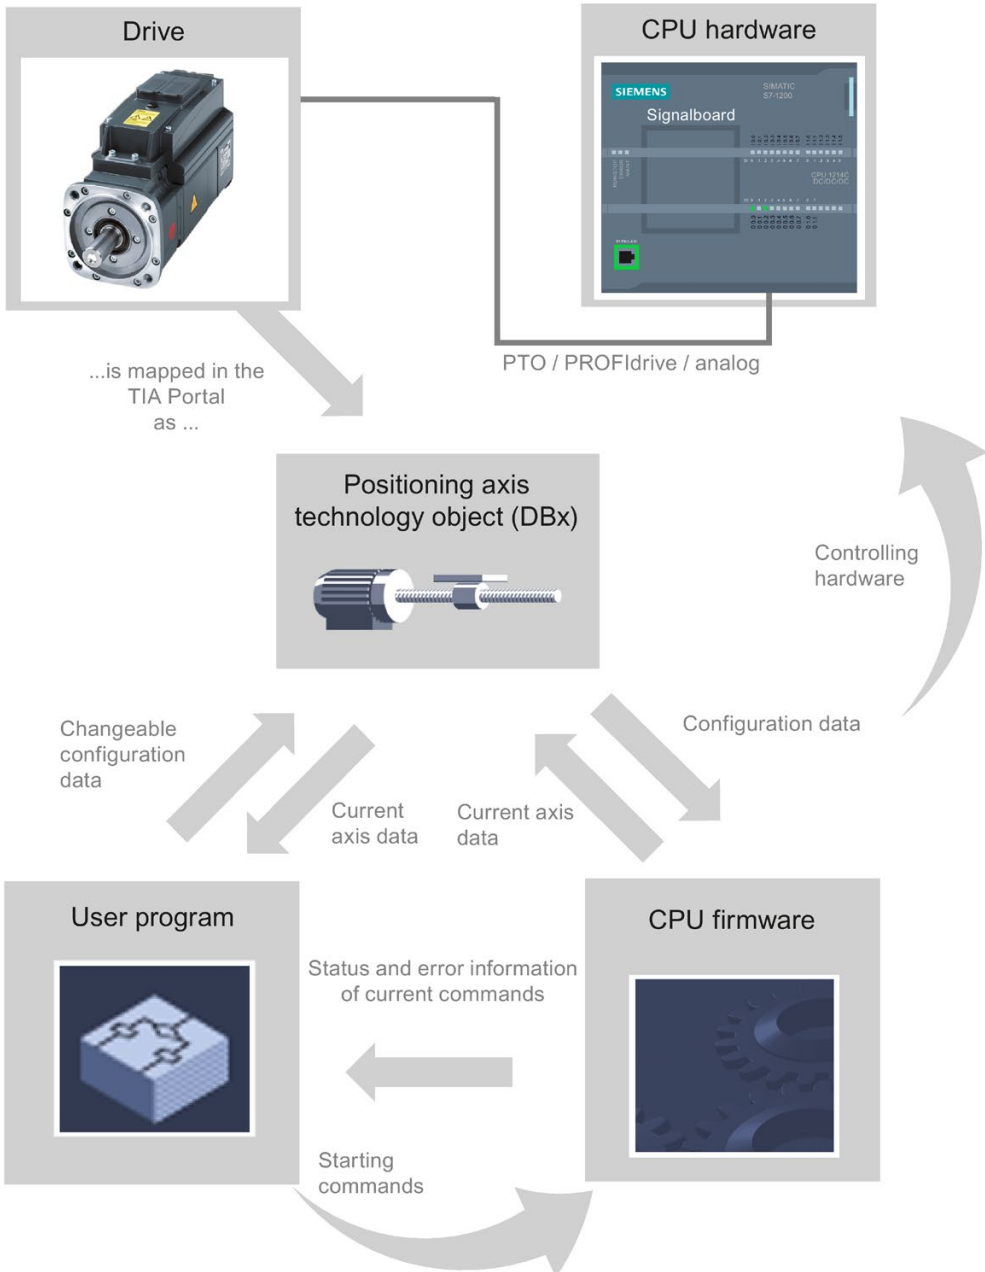 Drive
CPU hardware
SIEMENS
SIMATIC
S7-1200
Signalboard
CPU 1214C
DC/DC/DC
PTO / PROFIdrive / analog
...is mapped in the
TIA Portal
as ...
Positioning axis
technology object (DBx)
Controlling
hardware
Changeable
configuration
data
Configuration data
Current
axis data
Current axis
data
User program
CPU firmware
Status and error information
of current commands
Starting
commands